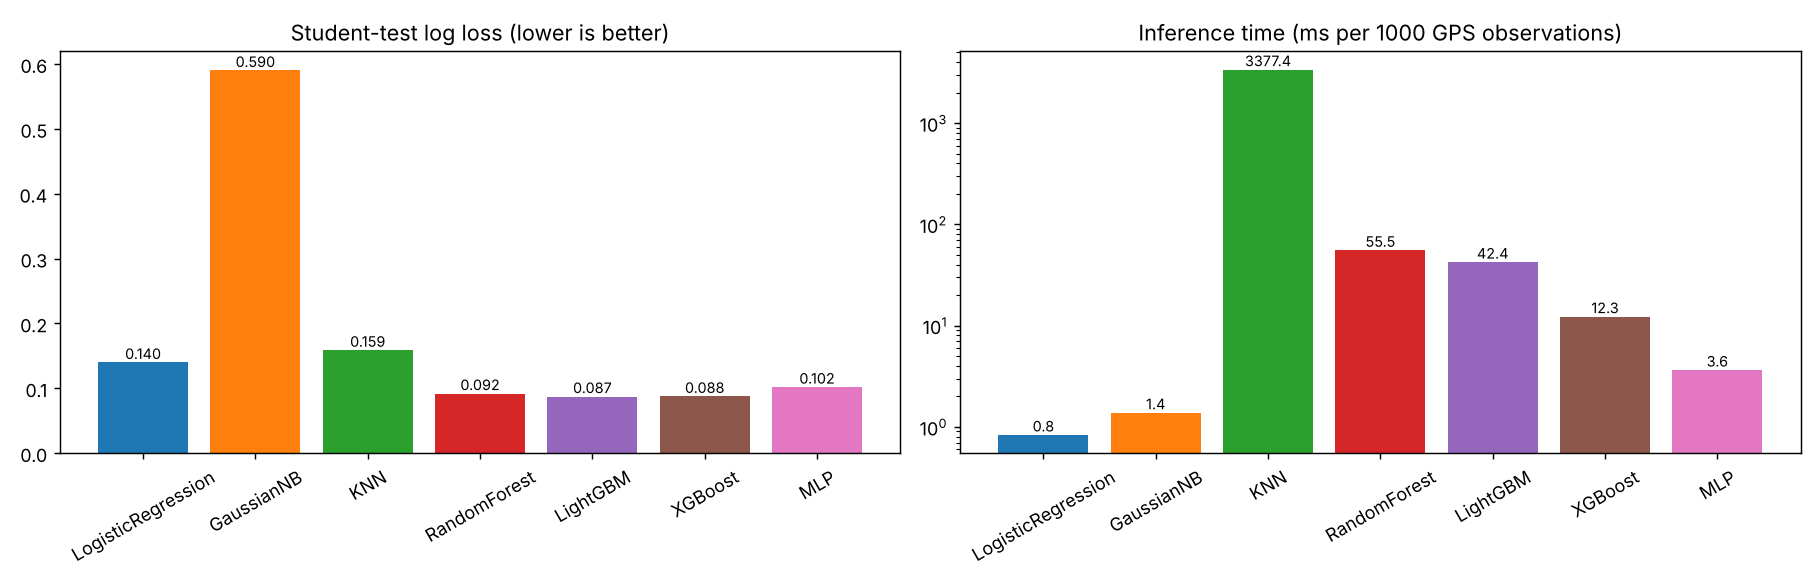 Student-test log loss (lower is better)
0.6
0.5
0.4
0.3
0.2
0.1
0.0
0.140
0.590
0.159
0.092
0.087
0.088
0.102
LogisticRegression
GaussianNB
KNN
RandomForest
LightGBM
XGBoost
MLP
Inference time (ms per 1000 GPS observations)
10³
10²
10¹
10⁰
0.8
1.4
3377.4
55.5
42.4
12.3
3.6
LogisticRegression
GaussianNB
KNN
RandomForest
LightGBM
XGBoost
MLP